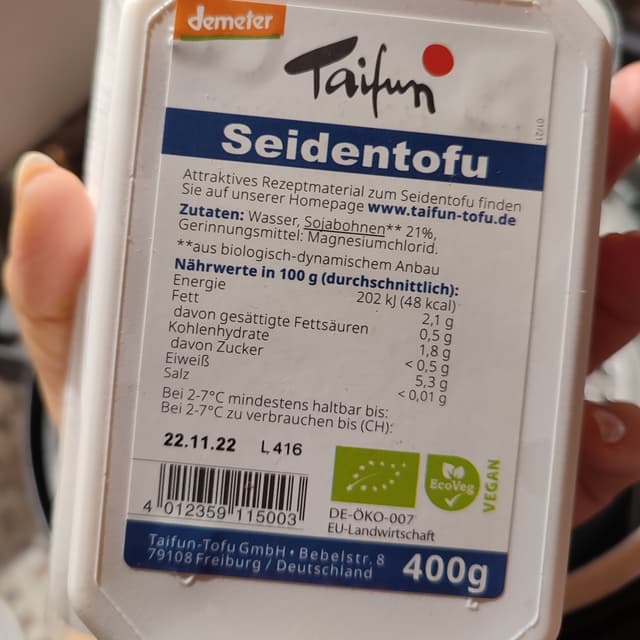 demeter
Taifun
01/21
Seidentofu
Attraktives Rezeptmaterial zum Seidentofu finden
Sie auf unserer Homepage www.taifun-tofu.de
Zutaten: Wasser, Sojabohnen** 21%,
Gerinnungsmittel: Magnesiumchlorid.
**aus biologisch-dynamischem Anbau
Nährwerte in 100 g (durchschnittlich):
Energie 202 kJ (48 kcal)
Fett 2,1 g
davon gesättigte Fettsäuren 0,5 g
Kohlenhydrate 1,8 g
davon Zucker < 0,5 g
Eiweiß 5,3 g
Salz < 0,01 g
Bei 2-7°C mindestens haltbar bis:
Bei 2-7°C zu verbrauchen bis (CH):
22.11.22 L 416
4 012359 115003
DE-ÖKO-007
EU-Landwirtschaft
EcoVeg
VEGAN
Taifun-Tofu GmbH • Bebelstr. 8
79108 Freiburg / Deutschland
400g